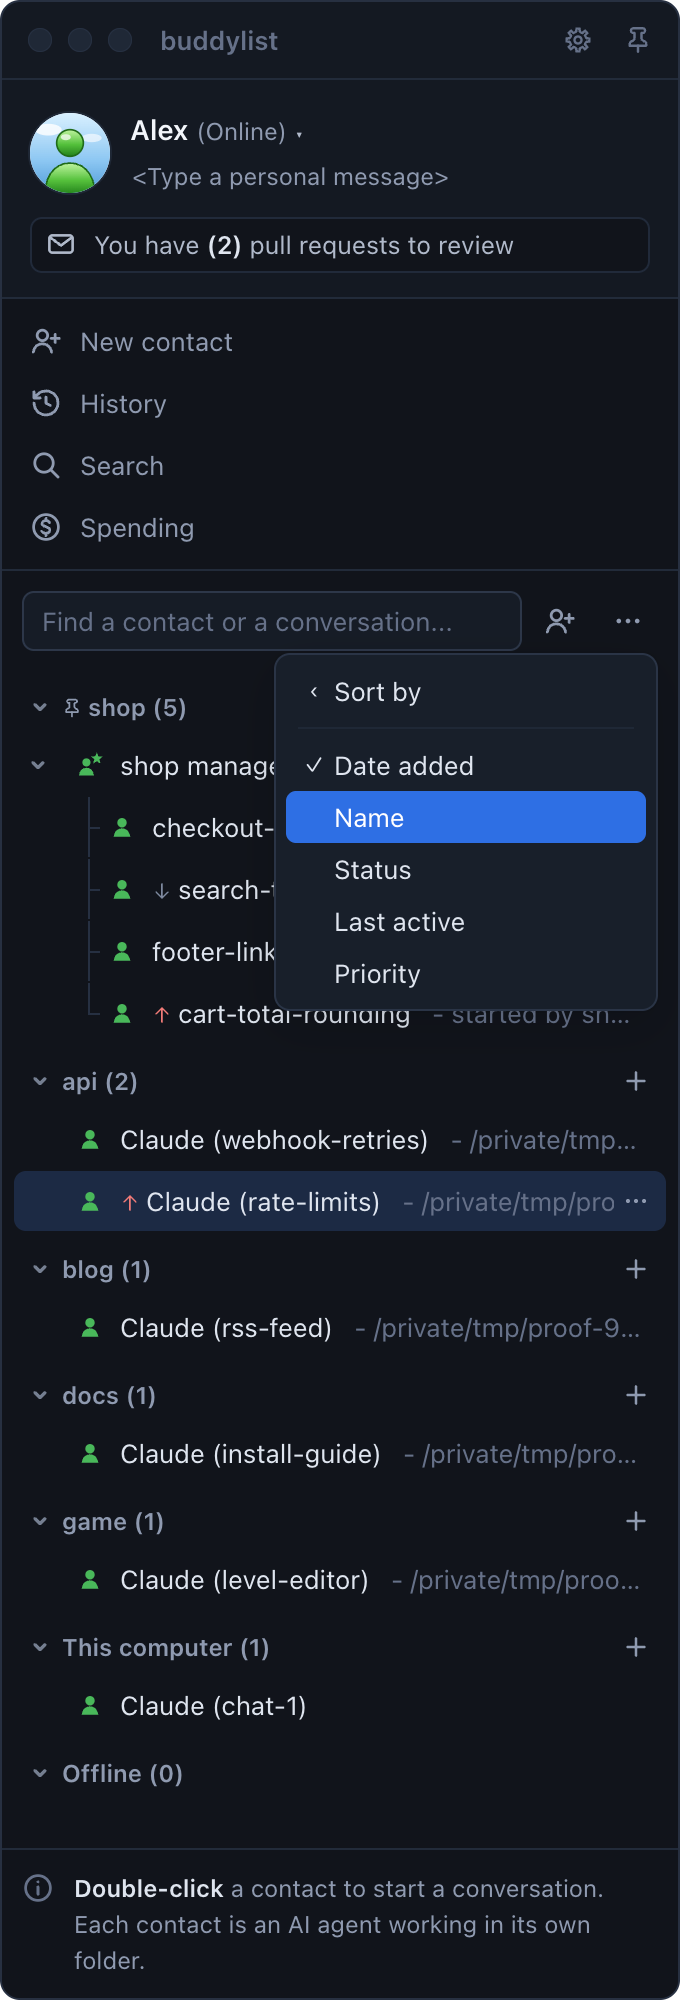 buddylist
Alex (Online)
<Type a personal message>
You have (2) pull requests to review
New contact
History
Search
Spending
Find a contact or a conversation...
Sort by
Date added
Name
Status
Last active
Priority
shop (5)
shop manage
checkout-
search-
footer-link
cart-total-rounding - started by sh...
api (2)
Claude (webhook-retries) - /private/tmp...
Claude (rate-limits) - /private/tmp/pro
blog (1)
Claude (rss-feed) - /private/tmp/proof-9...
docs (1)
Claude (install-guide) - /private/tmp/pro...
game (1)
Claude (level-editor) - /private/tmp/proo...
This computer (1)
Claude (chat-1)
Offline (0)
Double-click a contact to start a conversation.
Each contact is an AI agent working in its own
folder.